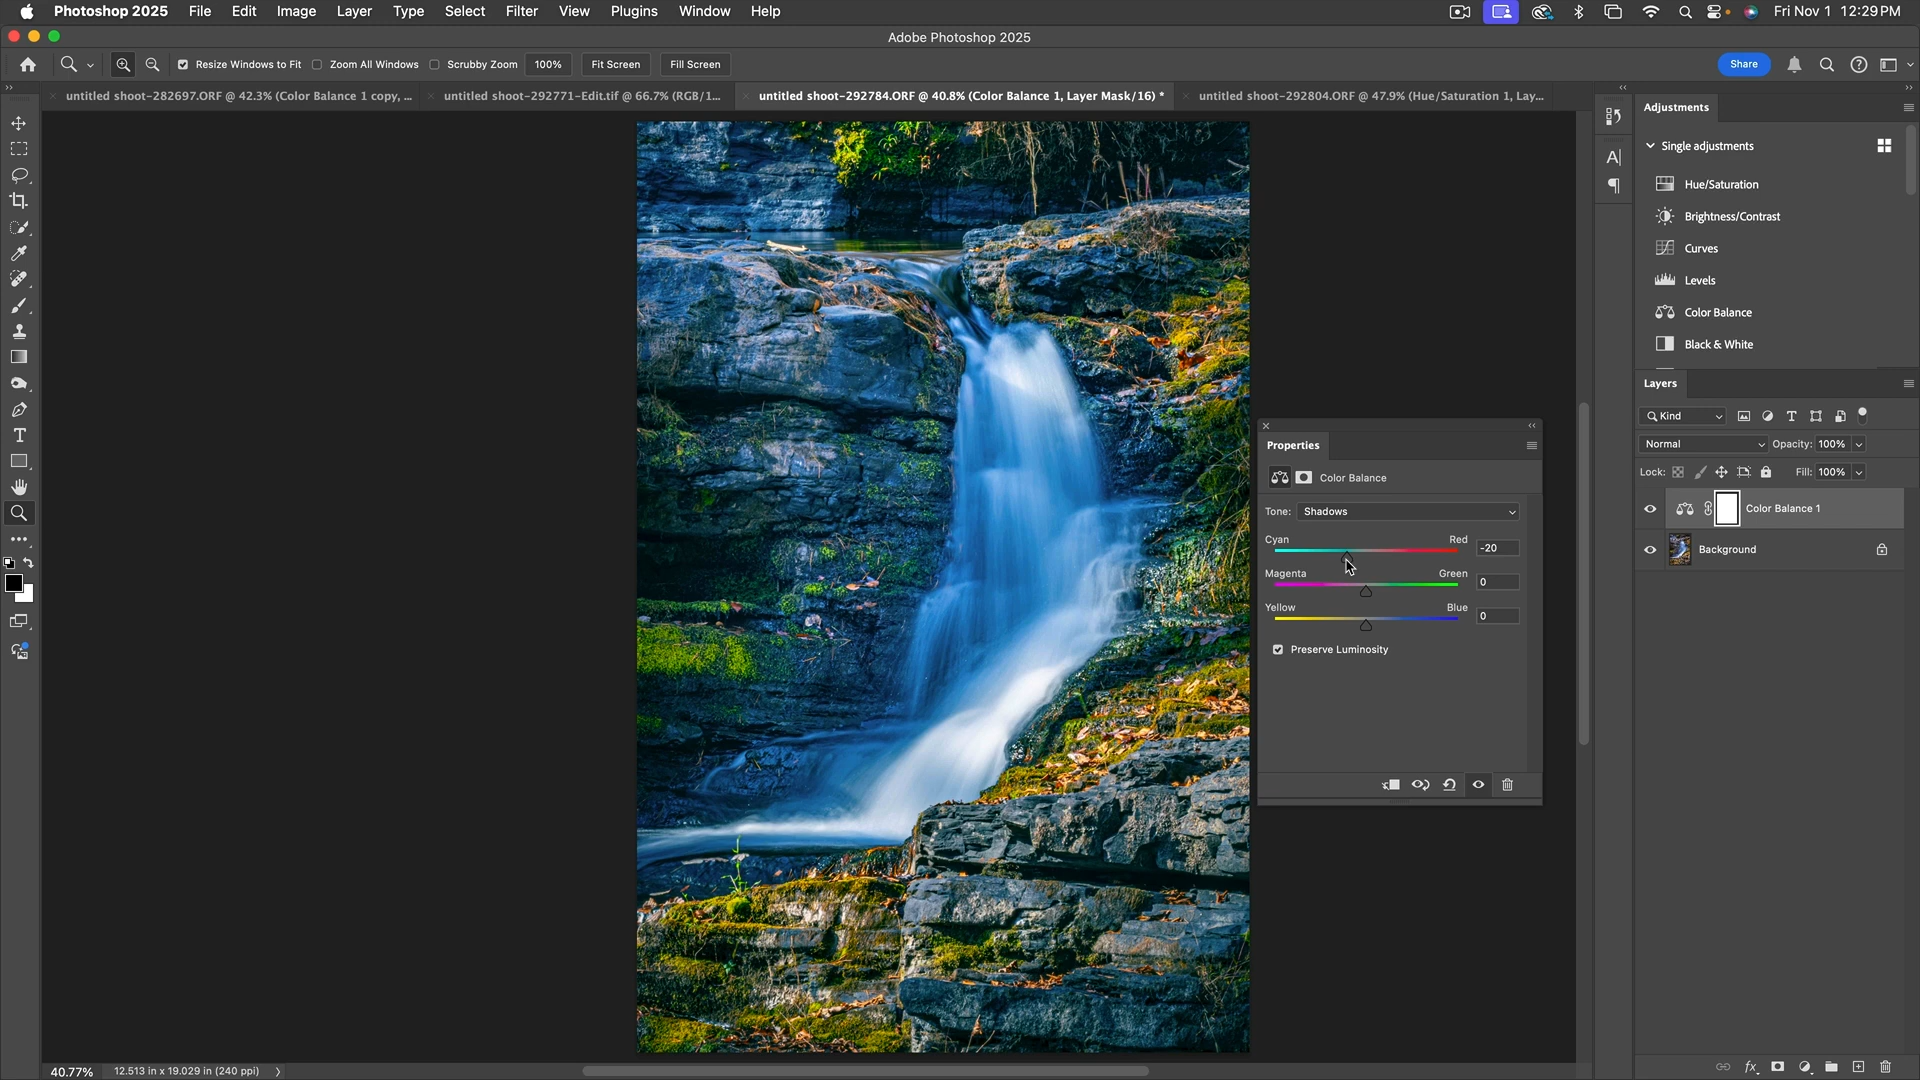 Photoshop 2025 File Edit Image Layer Type Select Filter View Plugins Window Help Fri Nov 1 12:29 PM
Adobe Photoshop 2025
Resize Windows to Fit Zoom All Windows Scrubby Zoom 100% Fit Screen Fill Screen Share
untitled shoot-282697.ORF @ 42.3% (Color Balance 1 copy, ... untitled shoot-292771-Edit.tif @ 66.7% (RGB/1... untitled shoot-292784.ORF @ 40.8% (Color Balance 1, Layer Mask/16) * untitled shoot-292804.ORF @ 47.9% (Hue/Saturation 1, Lay...
Adjustments
Single adjustments
Hue/Saturation
Brightness/Contrast
Curves
Levels
Color Balance
Black & White
Layers
Kind
Normal Opacity: 100%
Lock: Fill: 100%
Color Balance 1
Background
Properties
Color Balance
Tone: Shadows
Cyan Red -20
Magenta Green 0
Yellow Blue 0
Preserve Luminosity
40.77% 12.513 in x 19.029 in (240 ppi)